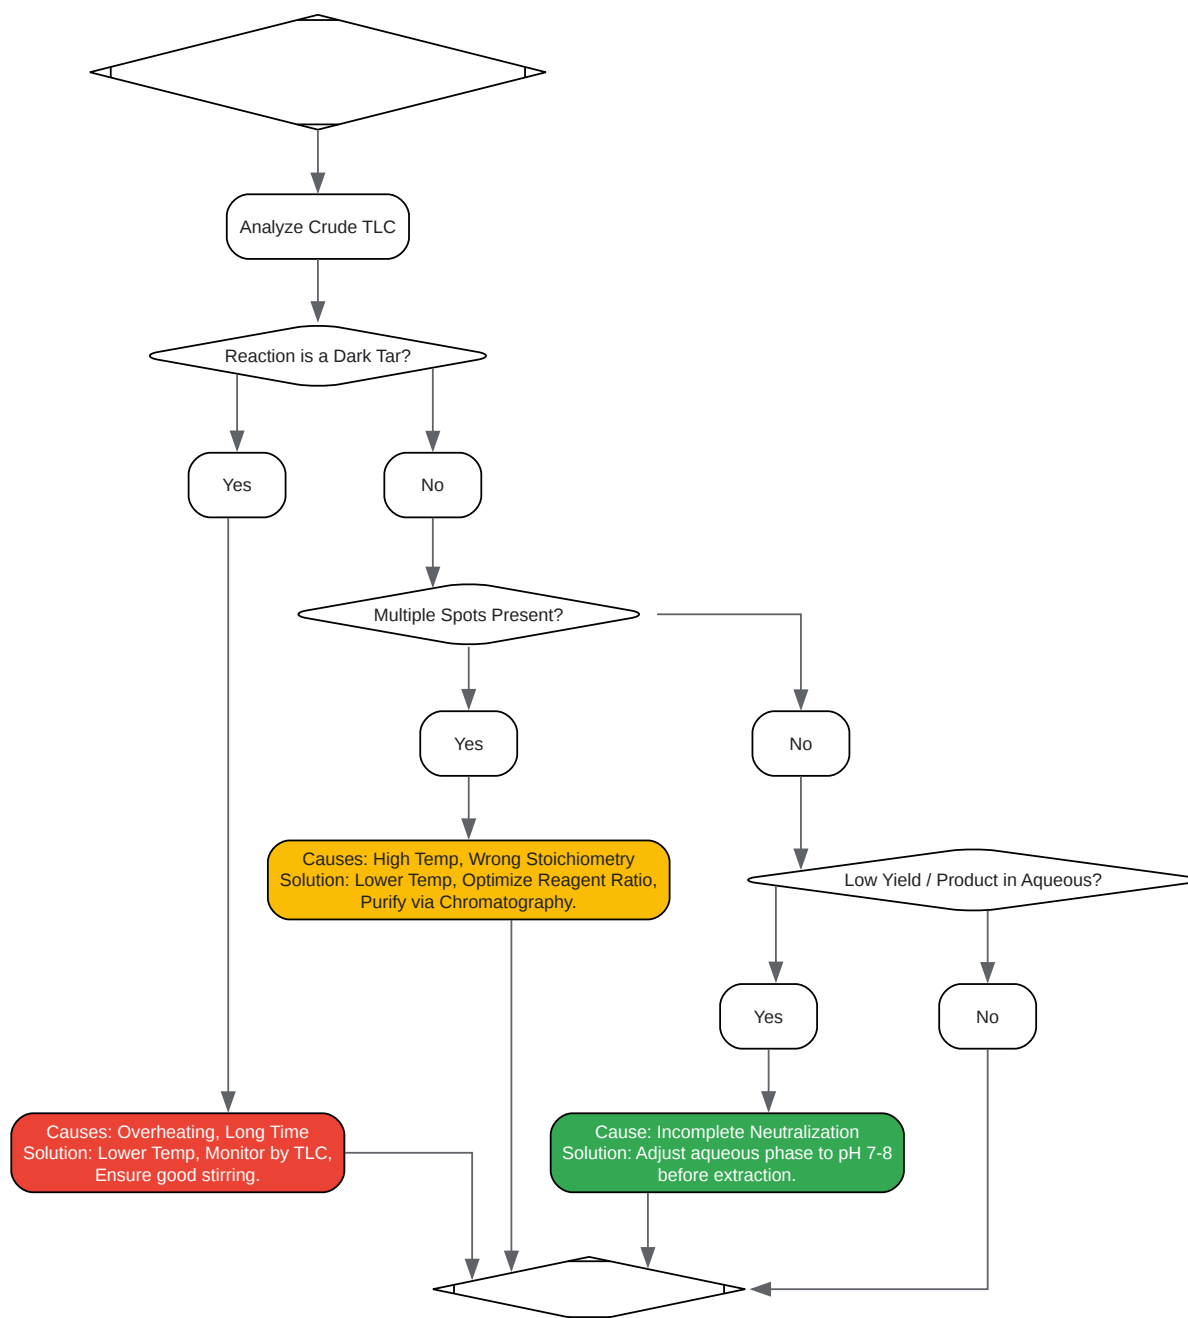 Analyze Crude TLC
Reaction is a Dark Tar?
Yes
No
Multiple Spots Present?
Yes
No
Causes: High Temp, Wrong Stoichiometry
Solution: Lower Temp, Optimize Reagent Ratio,
Purify via Chromatography.
Low Yield / Product in Aqueous?
Yes
No
Causes: Overheating, Long Time
Solution: Lower Temp, Monitor by TLC,
Ensure good stirring.
Cause: Incomplete Neutralization
Solution: Adjust aqueous phase to pH 7-8
before extraction.